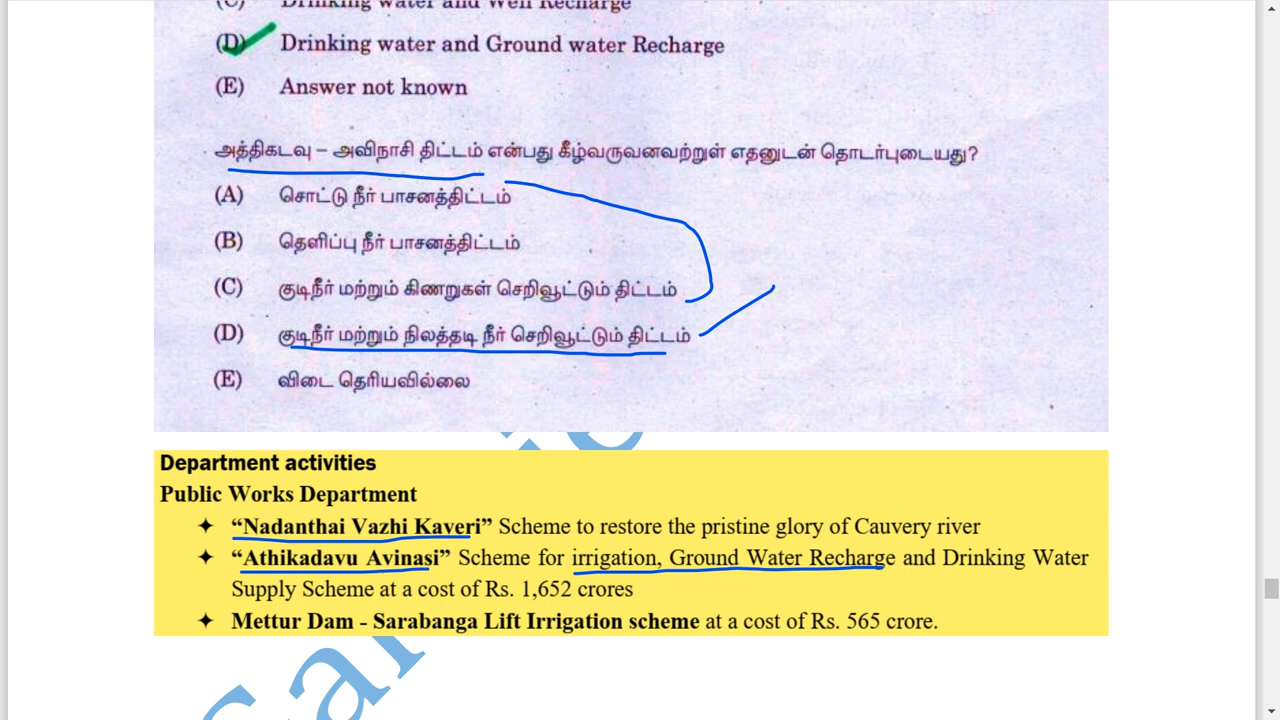 (C) Drinking water and Well Recharge
(D) Drinking water and Ground water Recharge
(E) Answer not known
அத்திகடவு – அவிநாசி திட்டம் என்பது கீழ்வருவனவற்றுள் எதனுடன் தொடர்புடையது?
(A) சொட்டு நீர் பாசனத்திட்டம்
(B) தெளிப்பு நீர் பாசனத்திட்டம்
(C) குடிநீர் மற்றும் கிணறுகள் செறிவூட்டும் திட்டம்
(D) குடிநீர் மற்றும் நிலத்தடி நீர் செறிவூட்டும் திட்டம்
(E) விடை தெரியவில்லை
Department activities
Public Works Department
✦ “Nadanthai Vazhi Kaveri” Scheme to restore the pristine glory of Cauvery river
✦ “Athikadavu Avinasi” Scheme for irrigation, Ground Water Recharge and Drinking Water
Supply Scheme at a cost of Rs. 1,652 crores
✦ Mettur Dam - Sarabanga Lift Irrigation scheme at a cost of Rs. 565 crore.